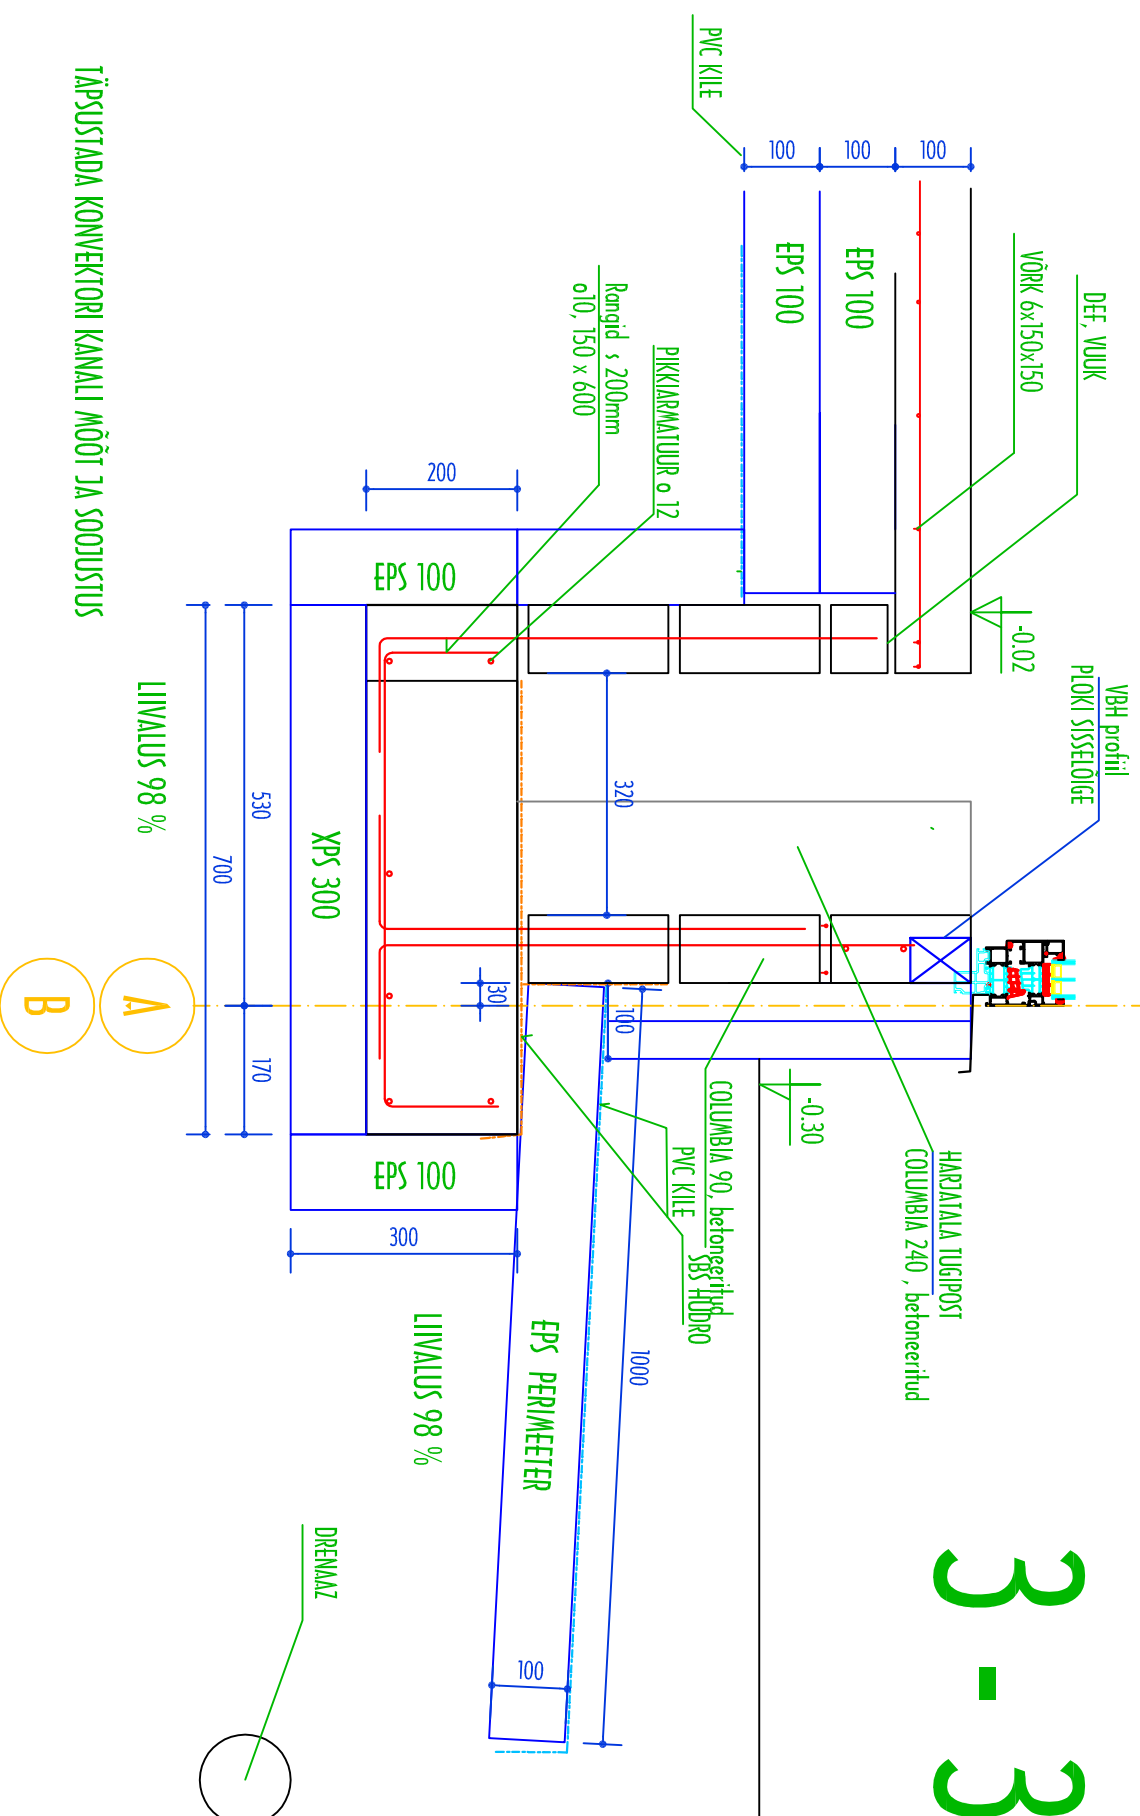 3 - 3
VBH profiil
PLOKI SISSELÕIGE
DEF, VUUK
VÕRK 6x150x150
-0.02
HARJATALA TUGIPOST
COLUMBIA 240 , betoneeritud
PVC KILE
100
100
100
EPS 100
EPS 100
-0.30
COLUMBIA 90, betoneeritud
PVC KILE
SBS HÜDRO
PIKKIARMATUUR o 12
Rangid s 200mm
o10, 150 x 600
320
100
30
1000
EPS PERIMEETER
100
200
EPS 100
EPS 100
300
XPS 300
LIIVALUS 98 %
DRENAAZ
530
170
700
LIIVALUS 98 %
TÄPSUSTADA KONVEKTORI KANALI MÕÕT JA SOOJUSTUS
A
B